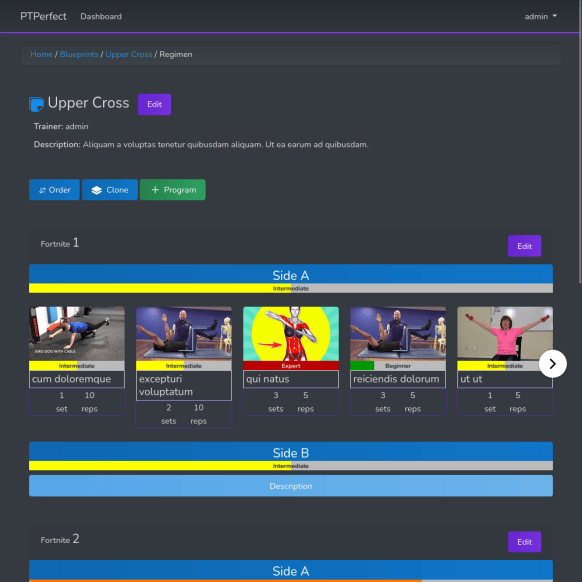 PTPerfect Dashboard admin
Home / Blueprints / Upper Cross / Regimen
Upper Cross Edit
Trainer: admin
Description: Aliquam a voluptas tenetur quibusdam aliquam. Ut ea earum ad quibusdam.
Order Clone + Program
Fortnite 1 Edit
Side A
Intermediate
BIRD-DOG WITH CABLE
Intermediate Intermediate Expert Beginner Intermediate
cum doloremque excepturi voluptatum qui natus reiciendis dolorum ut ut
1 set 10 reps 2 sets 10 reps 3 sets 5 reps 3 sets 5 reps 1 set 5 reps
Side B
Intermediate
Description
Fortnite 2 Edit
Side A